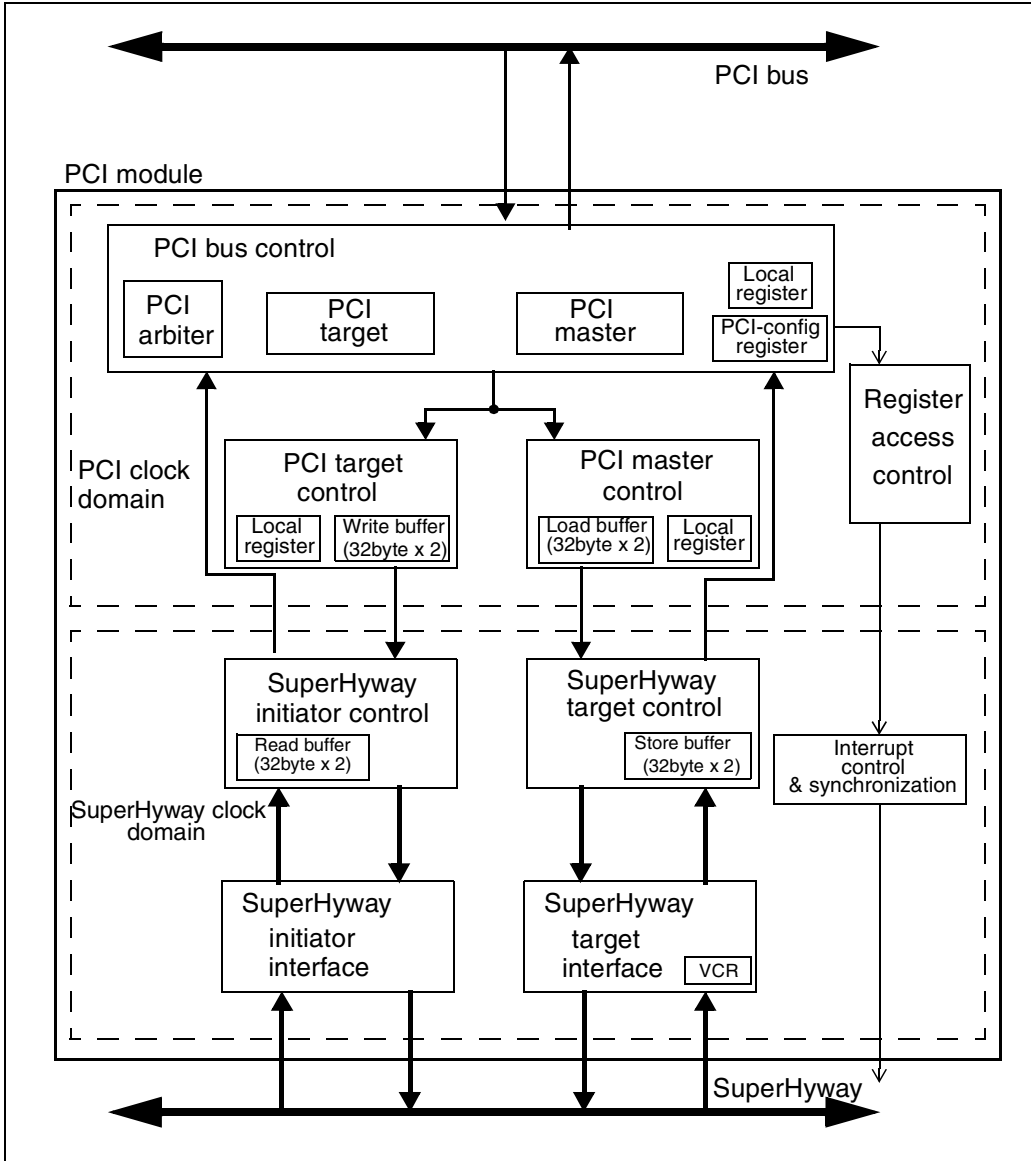 PCI bus
PCI module
PCI bus control
PCI
arbiter
PCI
target
PCI
master
Local
register
PCI-config
register
Register
access
control
PCI clock
domain
PCI target
control
Local
register
Write buffer
(32byte x 2)
PCI master
control
Load buffer
(32byte x 2)
Local
register
SuperHyway
initiator control
Read buffer
(32byte x 2)
SuperHyway
target control
Store buffer
(32byte x 2)
Interrupt
control
& synchronization
SuperHyway clock
domain
SuperHyway
initiator
interface
SuperHyway
target
interface
VCR
SuperHyway